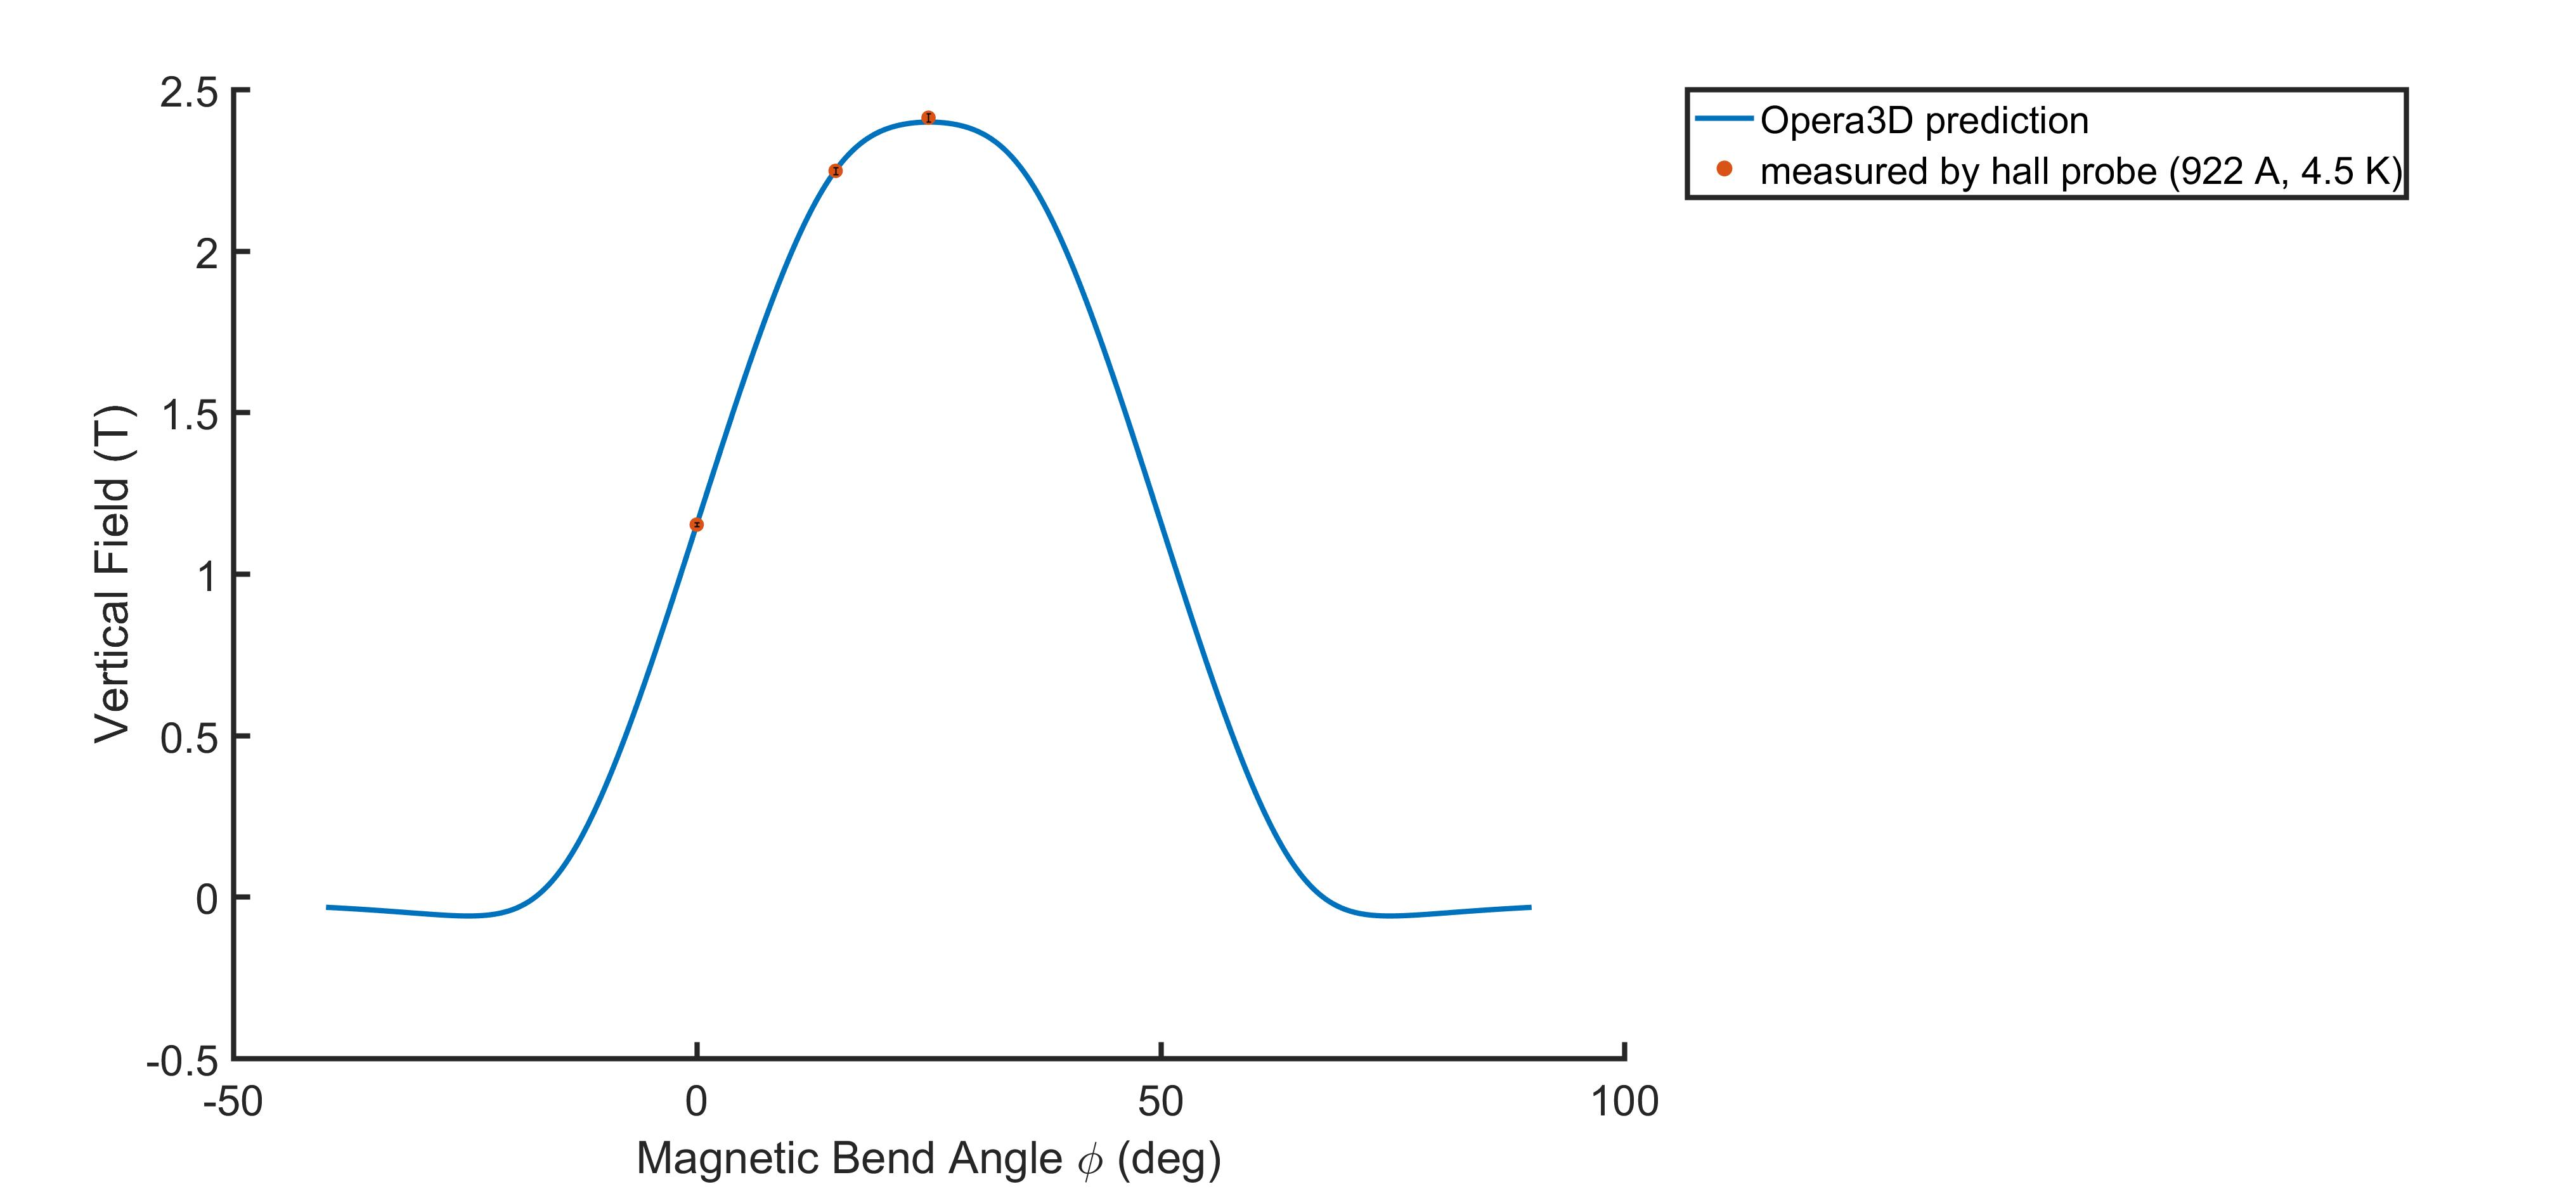 2.5
2
1.5
1
0.5
0
-0.5
Vertical Field (T)
-50 0 50 100
Magnetic Bend Angle ϕ (deg)
Opera3D prediction
measured by hall probe (922 A, 4.5 K)